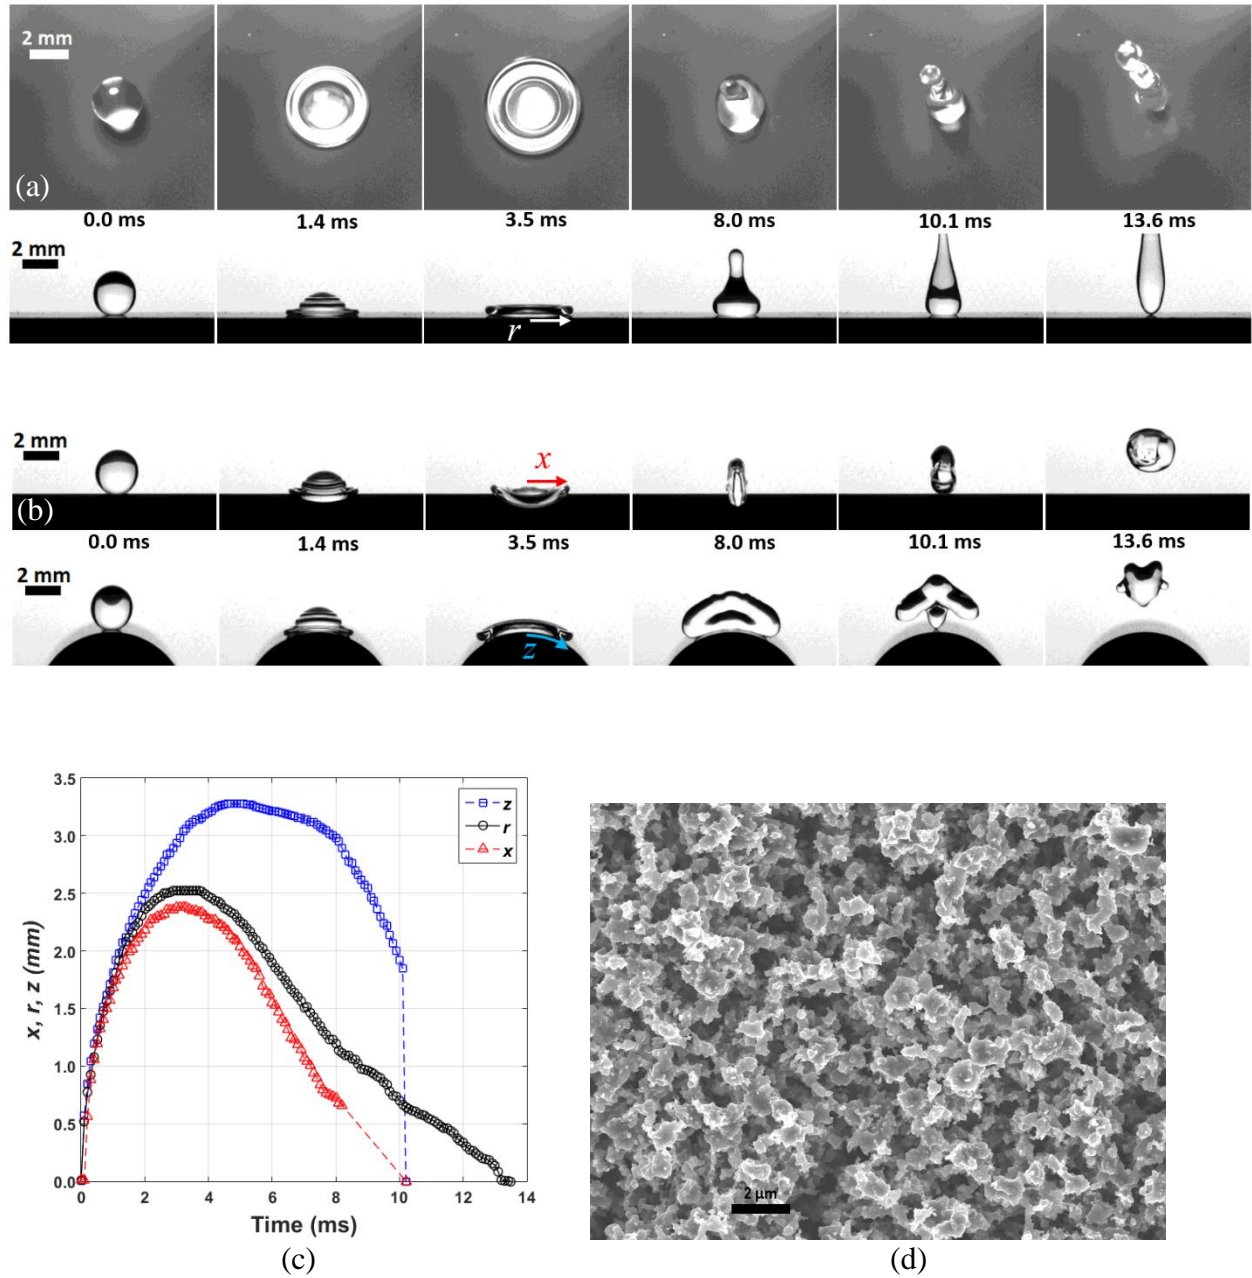 2 mm
(a)
0.0 ms 1.4 ms 3.5 ms 8.0 ms 10.1 ms 13.6 ms
2 mm
r
2 mm
x
(b)
0.0 ms 1.4 ms 3.5 ms 8.0 ms 10.1 ms 13.6 ms
2 mm
z
3.5
3.0
2.5
2.0
1.5
1.0
0.5
0.0
x, r, z (mm)
z
r
x
0 2 4 6 8 10 12 14
Time (ms)
2 µm
(c) (d)